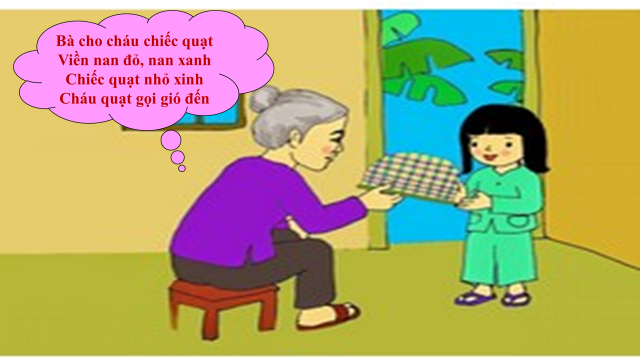 Bà cho cháu chiếc quạt
Viền nan đỏ, nan xanh
Chiếc quạt nhỏ xinh
Cháu quạt gọi gió đến